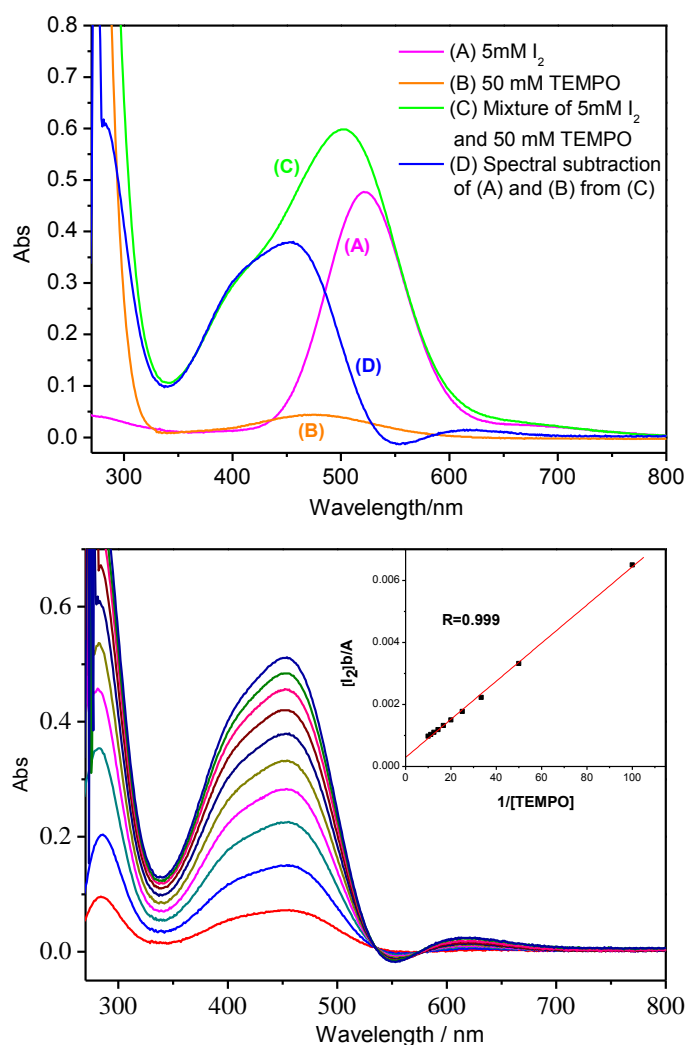 0.8
0.7
0.6
0.5
0.4
0.3
0.2
0.1
0.0
Abs
(A) 5mM I₂
(B) 50 mM TEMPO
(C) Mixture of 5mM I₂
and 50 mM TEMPO
(D) Spectral subtraction
of (A) and (B) from (C)
(C)
(A)
(D)
(B)
300 400 500 600 700 800
Wavelength/nm
0.6
0.4
0.2
0.0
Abs
0.006
0.004
0.002
0.000
[I₂]b/A
R=0.999
0 20 40 60 80 100
1/[TEMPO]
300 400 500 600 700 800
Wavelength / nm